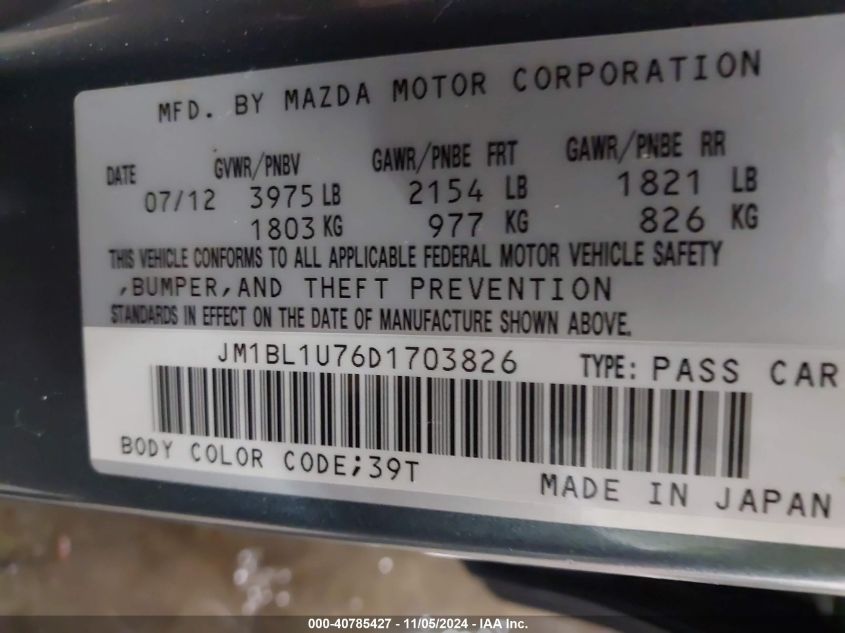 MFD. BY MAZDA MOTOR CORPORATION
DATE GVWR/PNBV GAWR/PNBE FRT GAWR/PNBE RR
07/12 3975 LB 2154 LB 1821 LB
1803 KG 977 KG 826 KG
THIS VEHICLE CONFORMS TO ALL APPLICABLE FEDERAL MOTOR VEHICLE SAFETY
,BUMPER,AND THEFT PREVENTION
STANDARDS IN EFFECT ON THE DATE OF MANUFACTURE SHOWN ABOVE.
JM1BL1U76D1703826 TYPE: PASS CAR
BODY COLOR CODE;39T
MADE IN JAPAN
000-40785427 - 11/05/2024 - IAA Inc.